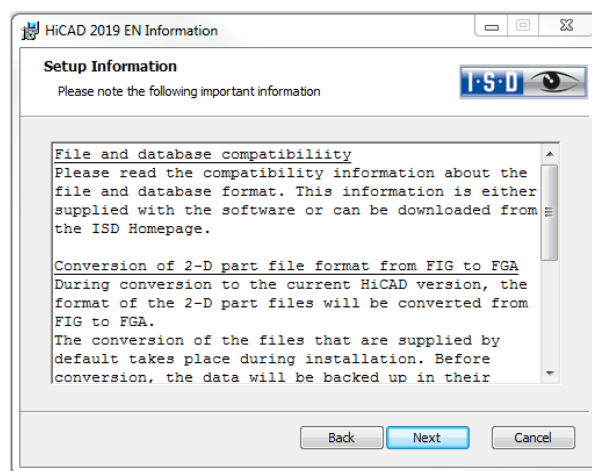 HiCAD 2019 EN Information
Setup Information
Please note the following important information
I·S·D
File and database compatibiliity
Please read the compatibility information about the
file and database format. This information is either
supplied with the software or can be downloaded from
the ISD Homepage.
Conversion of 2-D part file format from FIG to FGA
During conversion to the current HiCAD version, the
format of the 2-D part files will be converted from
FIG to FGA.
The conversion of the files that are supplied by
default takes place during installation. Before
conversion, the data will be backed up in their
Back
Next
Cancel